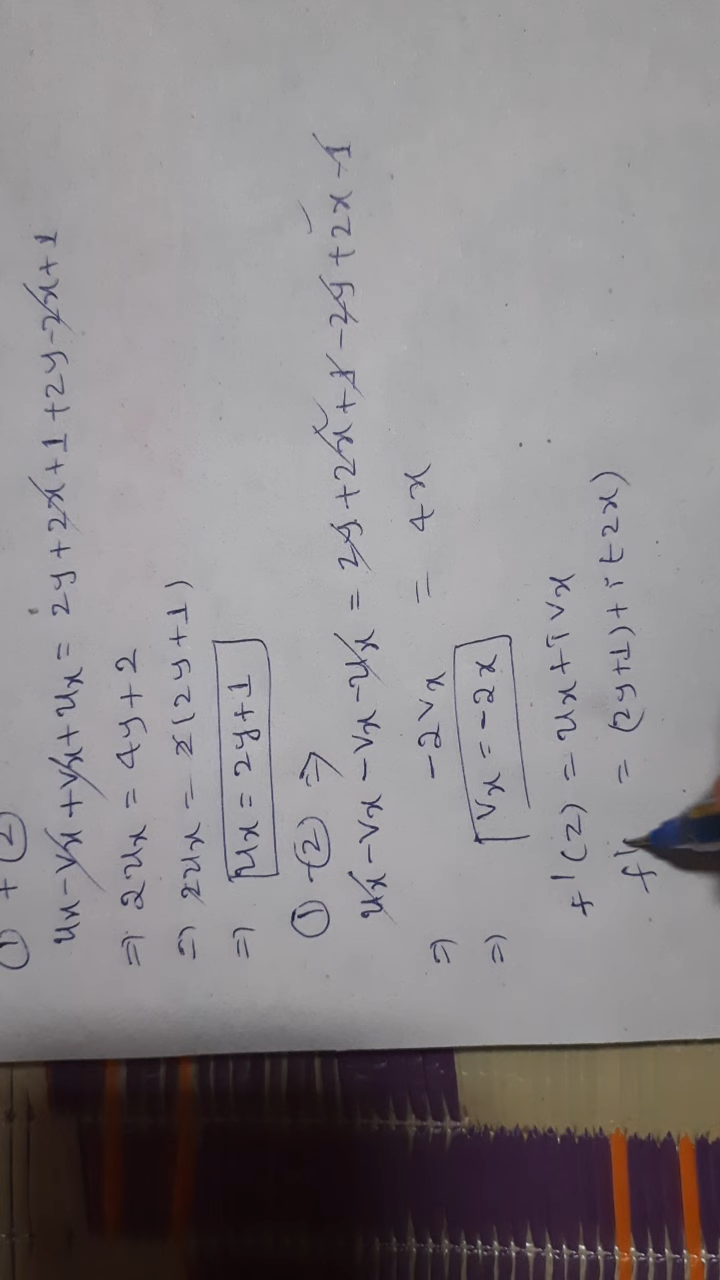 ① + ②
ux - vx + vx + ux = 2y + 2x + 1 + 2y - 2x + 1
⇒ 2ux = 4y + 2
⇒ 2ux = 2(2y + 1)
⇒ ux = 2y + 1
① - ② ⇒
ux - vx - vx - ux = 2y + 2x + 1 - 2y + 2x - 1
⇒ -2vx = 4x
⇒ vx = -2x
f'(z) = ux + i vx
= (2y+1) + i(-2x)
f'